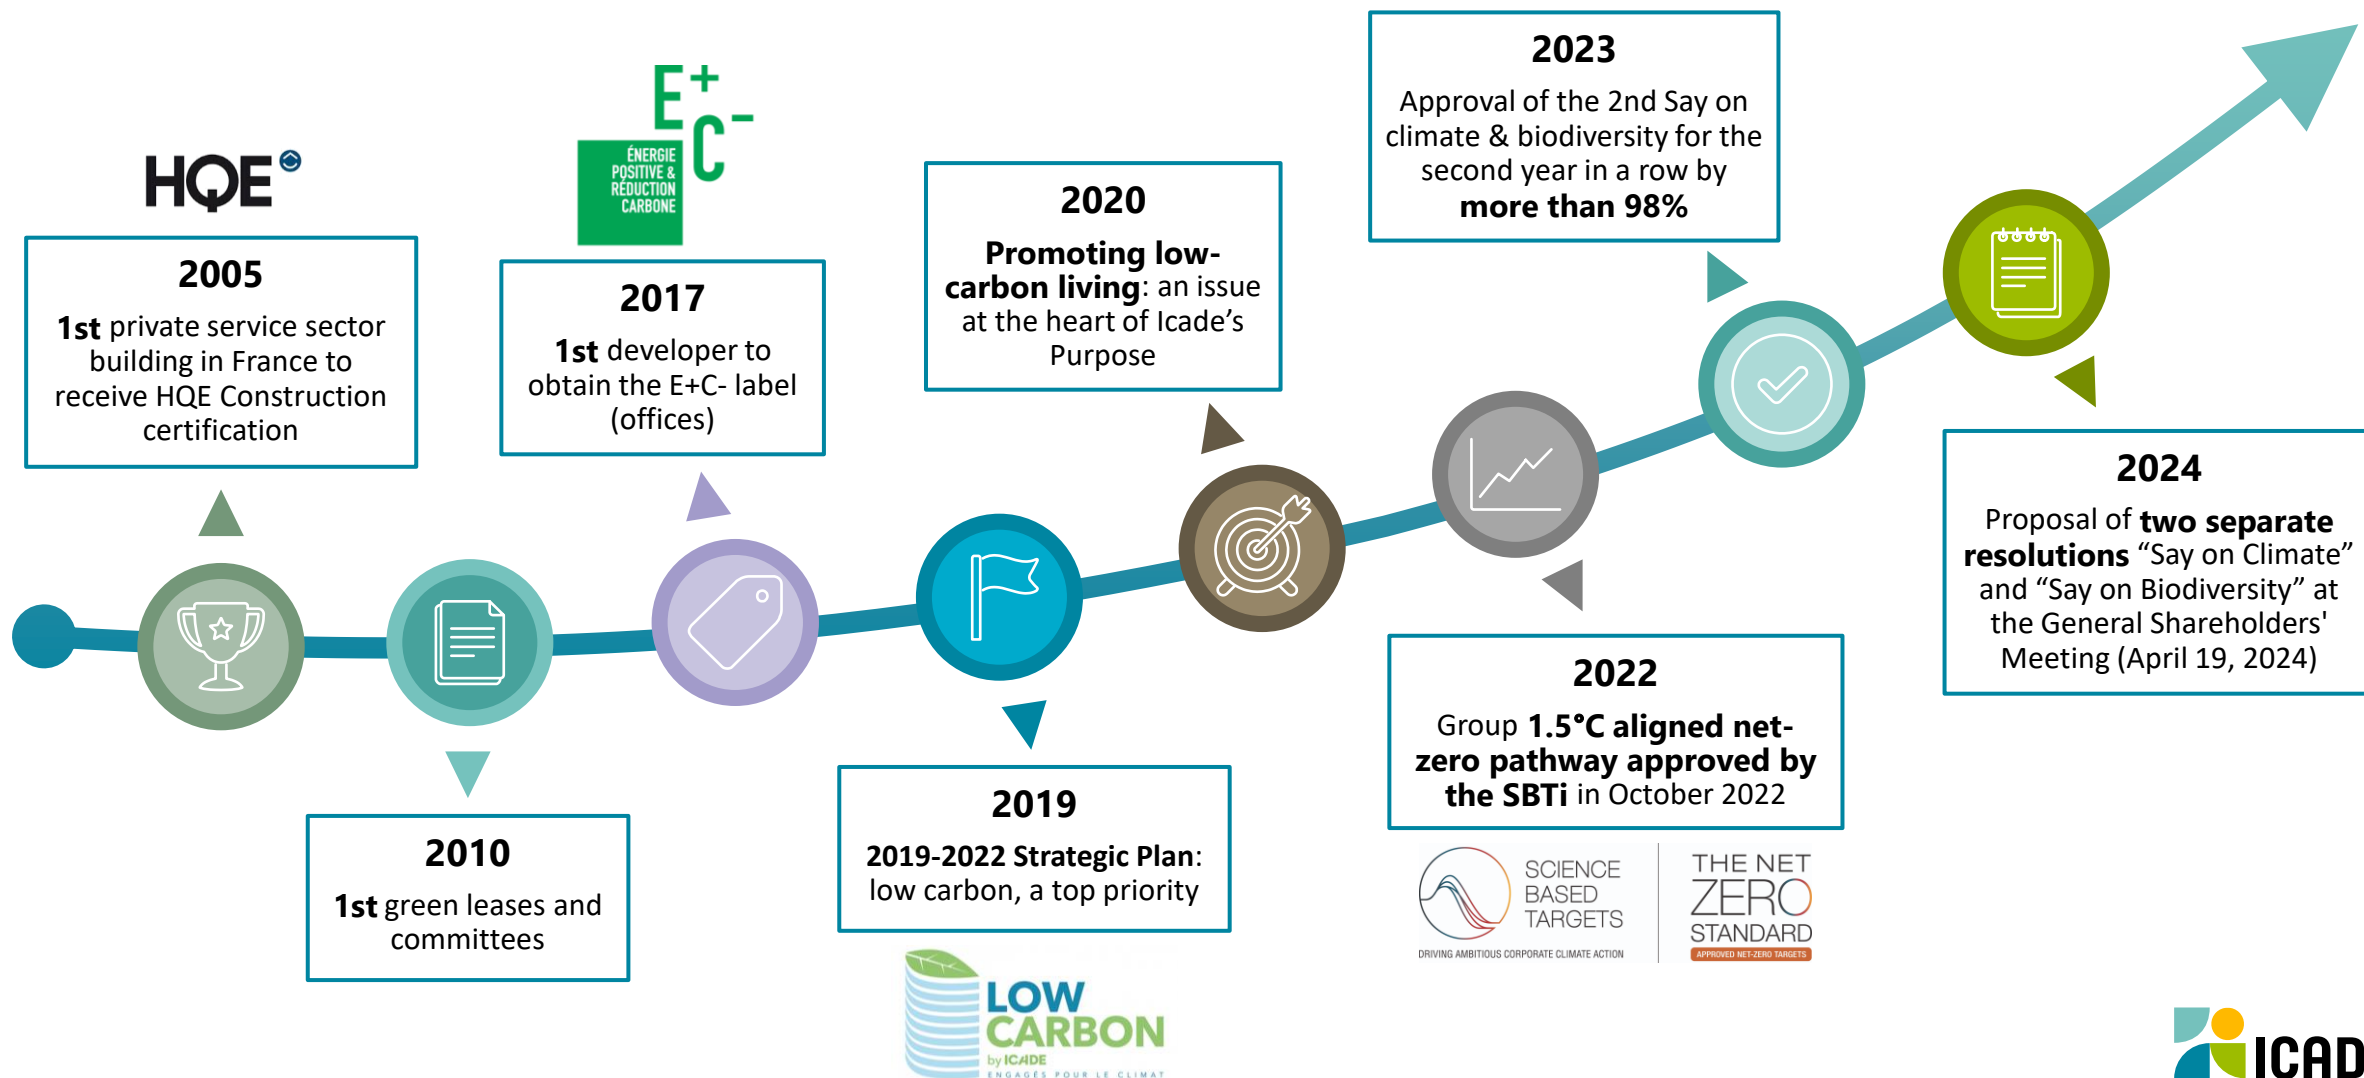 HQE
2005
1st private service sector
building in France to
receive HQE Construction
certification
2010
1st green leases and
committees
E+
C-
ÉNERGIE
POSITIVE &
RÉDUCTION
CARBONE
2017
1st developer to
obtain the E+C- label
(offices)
2019
2019-2022 Strategic Plan:
low carbon, a top priority
LOW
CARBON
by ICADE
ENGAGÉS POUR LE CLIMAT
2020
Promoting low-
carbon living: an issue
at the heart of Icade’s
Purpose
2022
Group 1.5°C aligned net-
zero pathway approved by
the SBTi in October 2022
SCIENCE
BASED
TARGETS
DRIVING AMBITIOUS CORPORATE CLIMATE ACTION
THE NET
ZERO
STANDARD
APPROVED NET-ZERO TARGETS
2023
Approval of the 2nd Say on
climate & biodiversity for the
second year in a row by
more than 98%
2024
Proposal of two separate
resolutions “Say on Climate”
and “Say on Biodiversity” at
the General Shareholders'
Meeting (April 19, 2024)
ICAD